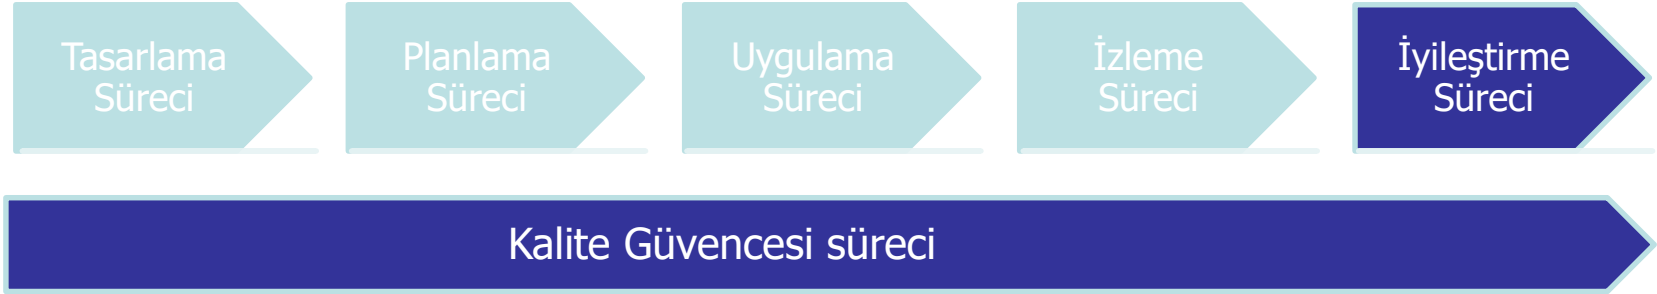 Tasarlama
Süreci
Planlama
Süreci
Uygulama
Süreci
İzleme
Süreci
İyileştirme
Süreci
Kalite Güvencesi süreci